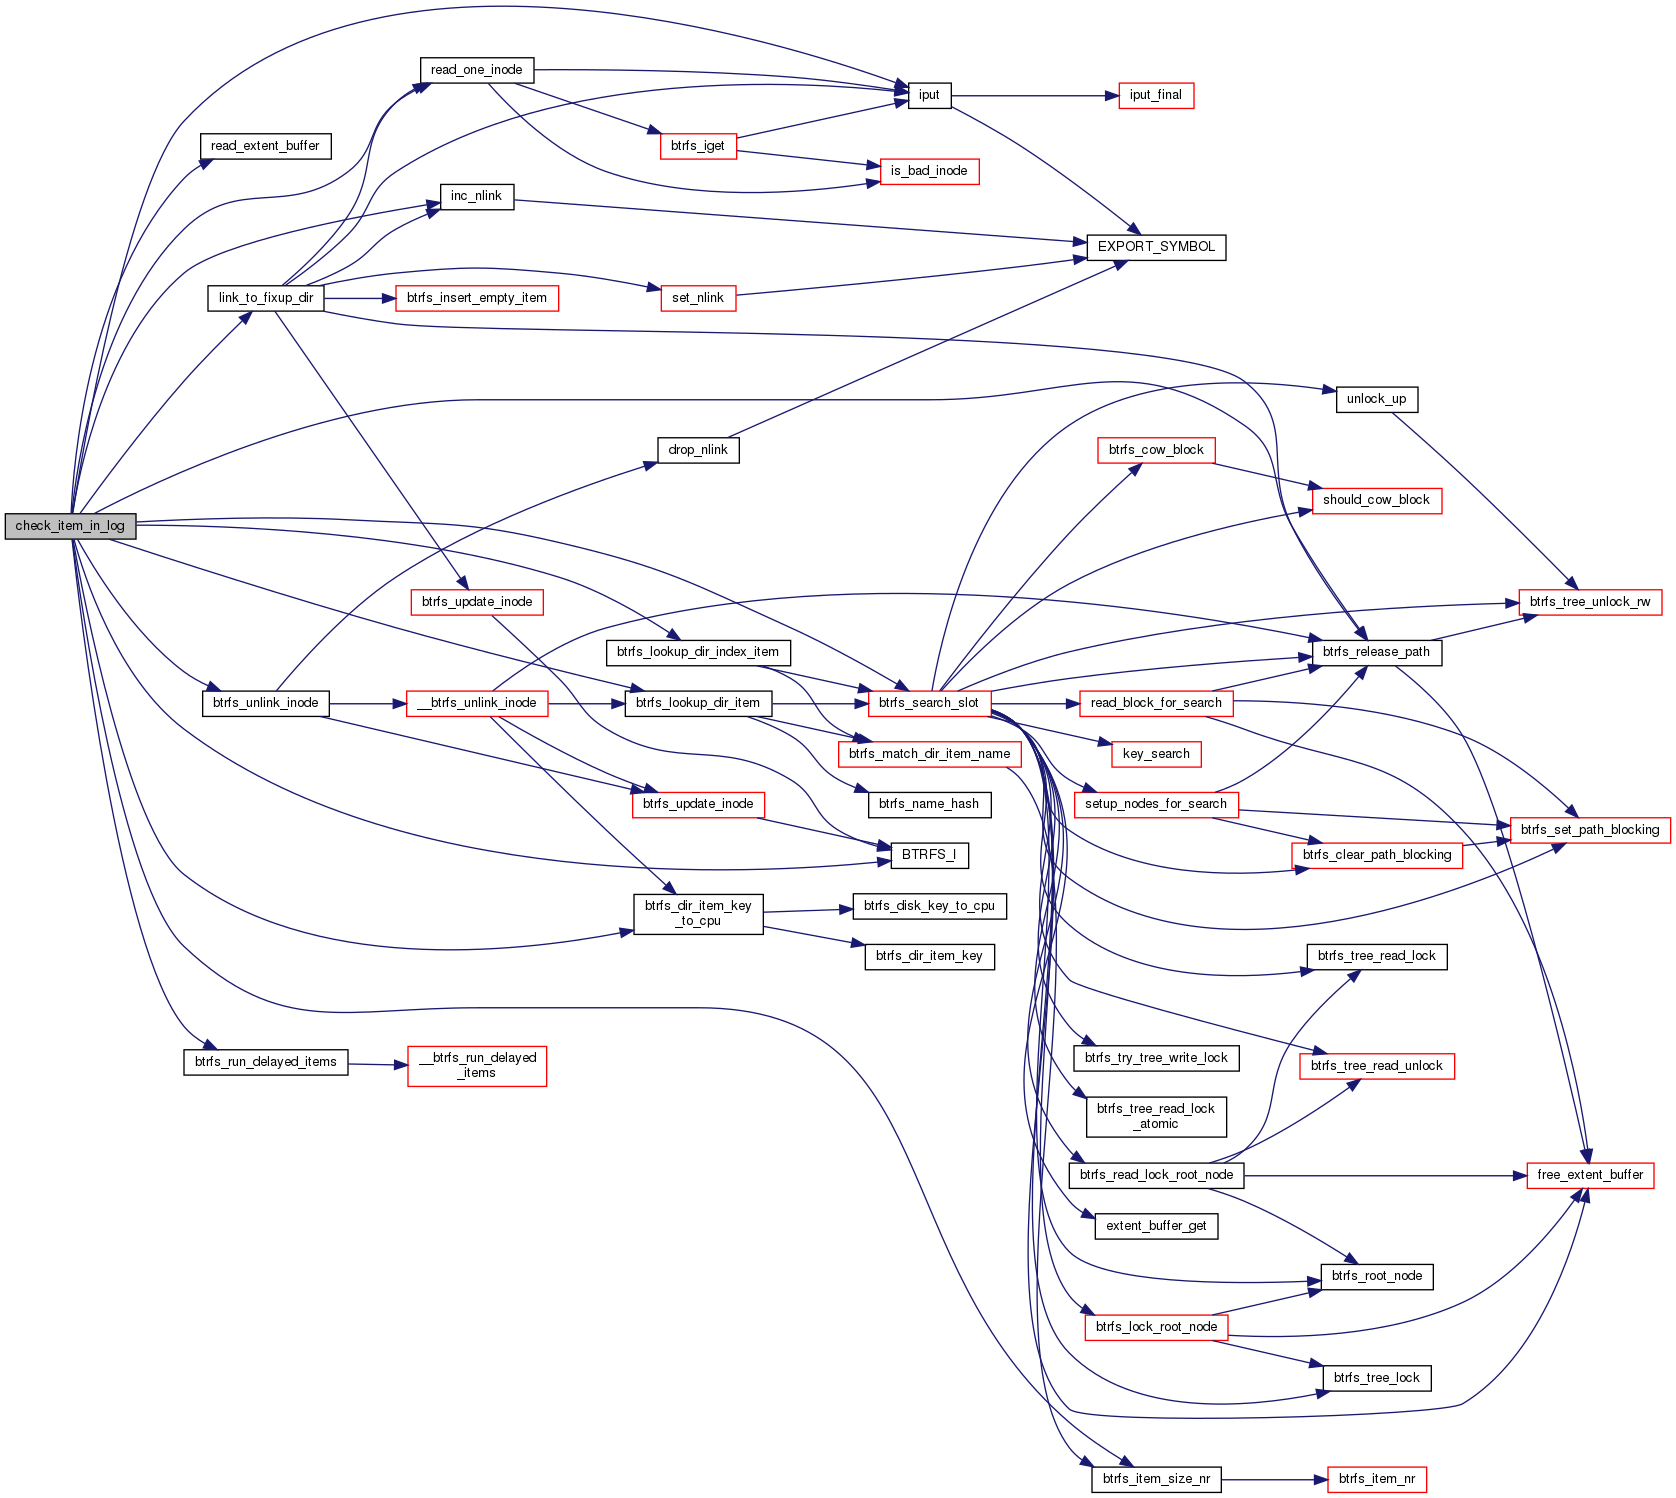 read_one_inode
iput
iput_final
read_extent_buffer
btrfs_iget
is_bad_inode
inc_nlink
EXPORT_SYMBOL
link_to_fixup_dir
btrfs_insert_empty_item
set_nlink
unlock_up
drop_nlink
btrfs_cow_block
should_cow_block
check_item_in_log
btrfs_update_inode
btrfs_tree_unlock_rw
btrfs_lookup_dir_index_item
btrfs_release_path
btrfs_unlink_inode
__btrfs_unlink_inode
btrfs_lookup_dir_item
btrfs_search_slot
read_block_for_search
btrfs_match_dir_item_name
key_search
btrfs_update_inode
btrfs_name_hash
setup_nodes_for_search
btrfs_set_path_blocking
BTRFS_I
btrfs_clear_path_blocking
btrfs_dir_item_key
_to_cpu
btrfs_disk_key_to_cpu
btrfs_dir_item_key
btrfs_tree_read_lock
btrfs_run_delayed_items
__btrfs_run_delayed
_items
btrfs_try_tree_write_lock
btrfs_tree_read_unlock
btrfs_tree_read_lock
_atomic
btrfs_read_lock_root_node
free_extent_buffer
extent_buffer_get
btrfs_root_node
btrfs_lock_root_node
btrfs_tree_lock
btrfs_item_size_nr
btrfs_item_nr